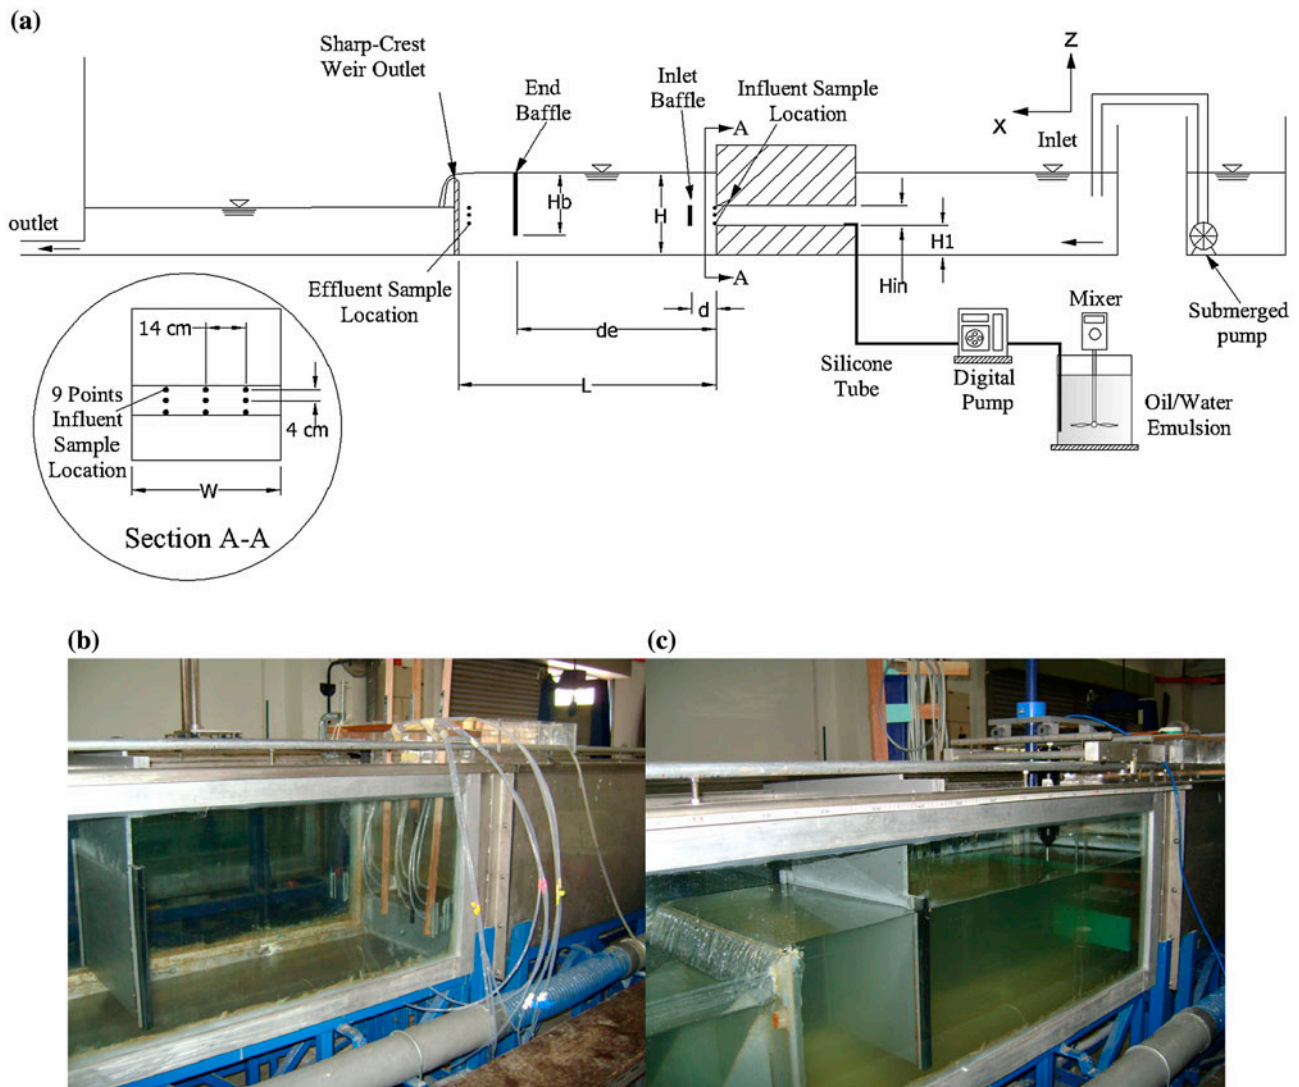 (a)
Sharp-Crest
Weir Outlet
End
Baffle
Inlet
Baffle
Influent Sample
Location
Z
X
Inlet
A
outlet
Hb
H
H1
Hin
A
Effluent Sample
Location
d
de
L
Silicone
Tube
Digital
Pump
Mixer
Submerged
pump
Oil/Water
Emulsion
14 cm
9 Points
Influent
Sample
Location
4 cm
W
Section A-A
(b)
(c)